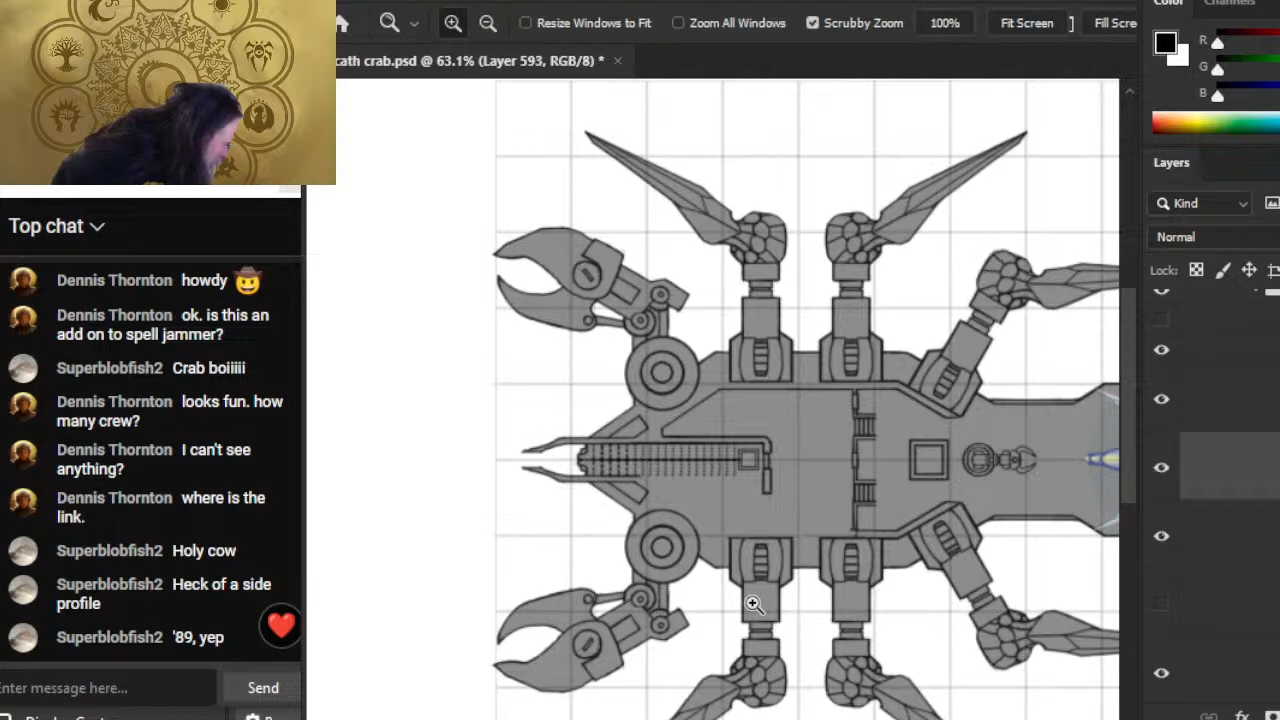 Resize Windows to Fit
Zoom All Windows
Scrubby Zoom
100%
Fit Screen
Fill Scre
cath crab.psd @ 63.1% (Layer 593, RGB/8) * ×
Color
Channels
R
G
B
Layers
Kind
Normal
Lock:
fx
Top chat
Dennis Thornton howdy 🤠
Dennis Thornton ok. is this an
add on to spell jammer?
Superblobfish2 Crab boiiiii
Dennis Thornton looks fun. how
many crew?
Dennis Thornton I can't see
anything?
Dennis Thornton where is the
link.
Superblobfish2 Holy cow
Superblobfish2 Heck of a side
profile
Superblobfish2 '89, yep
Enter message here...
Send